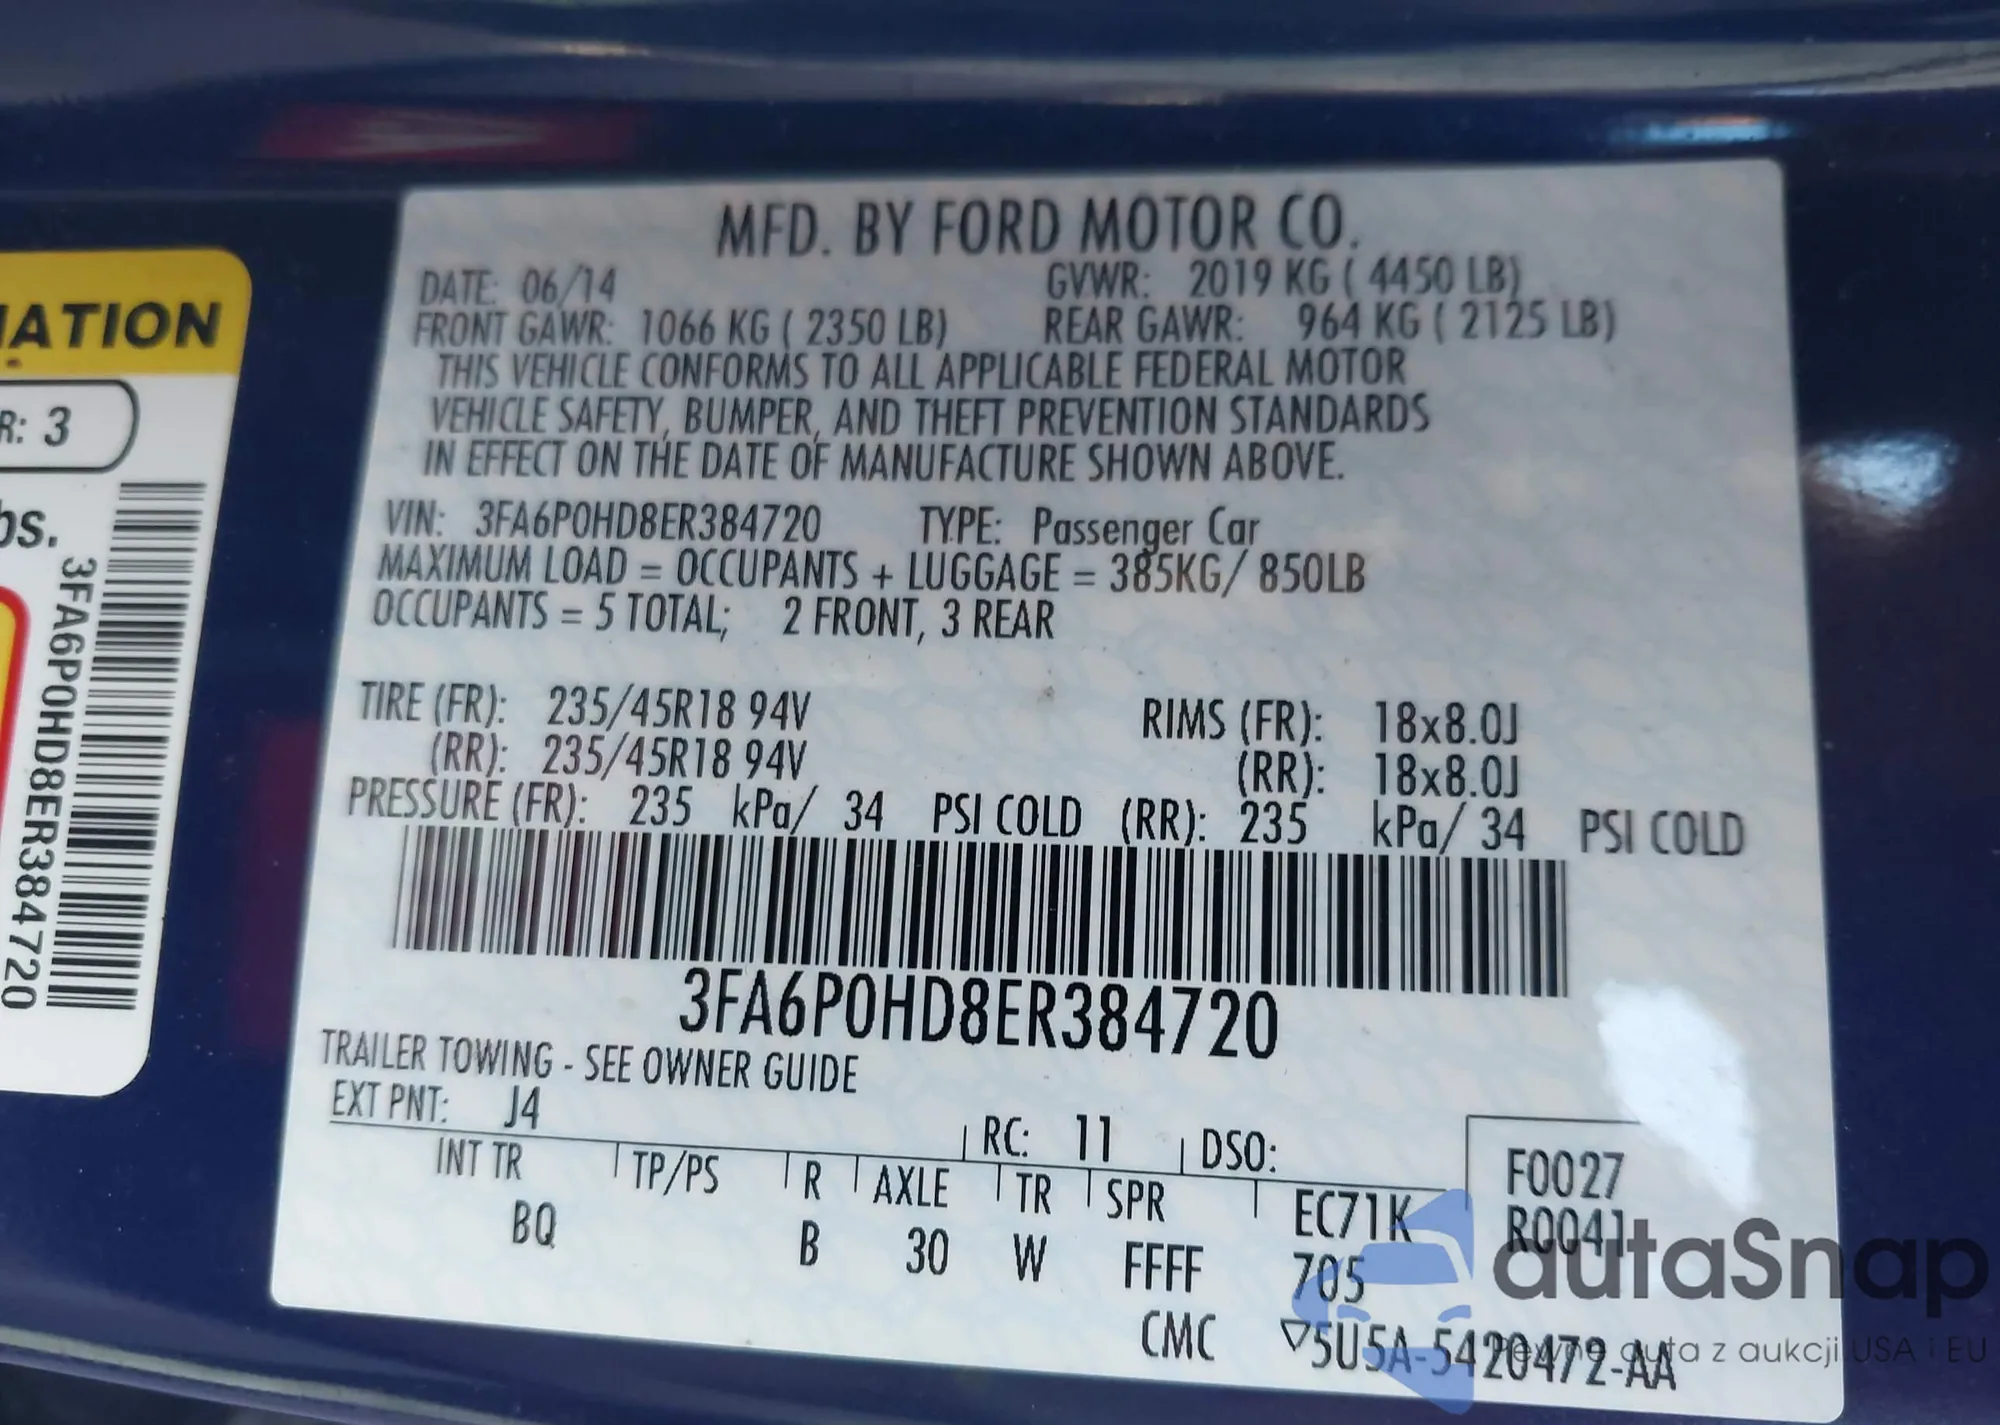 MFD. BY FORD MOTOR CO.
DATE: 06/14 GVWR: 2019 KG ( 4450 LB)
FRONT GAWR: 1066 KG ( 2350 LB) REAR GAWR: 964 KG ( 2125 LB)
THIS VEHICLE CONFORMS TO ALL APPLICABLE FEDERAL MOTOR
VEHICLE SAFETY, BUMPER, AND THEFT PREVENTION STANDARDS
IN EFFECT ON THE DATE OF MANUFACTURE SHOWN ABOVE.
VIN: 3FA6P0HD8ER384720 TYPE: Passenger Car
MAXIMUM LOAD = OCCUPANTS + LUGGAGE = 385KG/ 850LB
OCCUPANTS = 5 TOTAL; 2 FRONT, 3 REAR
TIRE (FR): 235/45R18 94V RIMS (FR): 18x8.0J
(RR): 235/45R18 94V (RR): 18x8.0J
PRESSURE (FR): 235 kPa/ 34 PSI COLD (RR): 235 kPa/ 34 PSI COLD
3FA6P0HD8ER384720
TRAILER TOWING - SEE OWNER GUIDE
EXT PNT: J4 RC: 11 DSO:
INT TR TP/PS R AXLE TR SPR EC71K F0027
BQ B 30 W FFFF 705 R0041
CMC ▽5U5A-5420472-AA
IATION
R: 3
bs.
3FA6P0HD8ER384720
autaSnap
Pewne auta z aukcji USA i EU